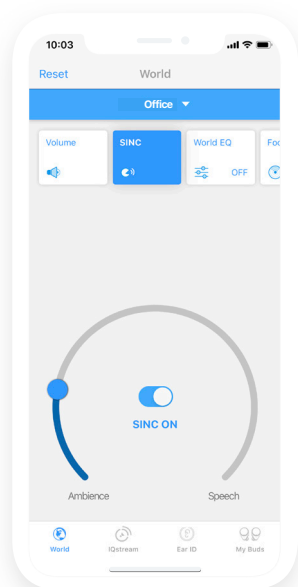 10:03
Reset World
Office
Volume SINC World EQ Foc
OFF
SINC ON
Ambience Speech
World IQstream Ear ID My Buds